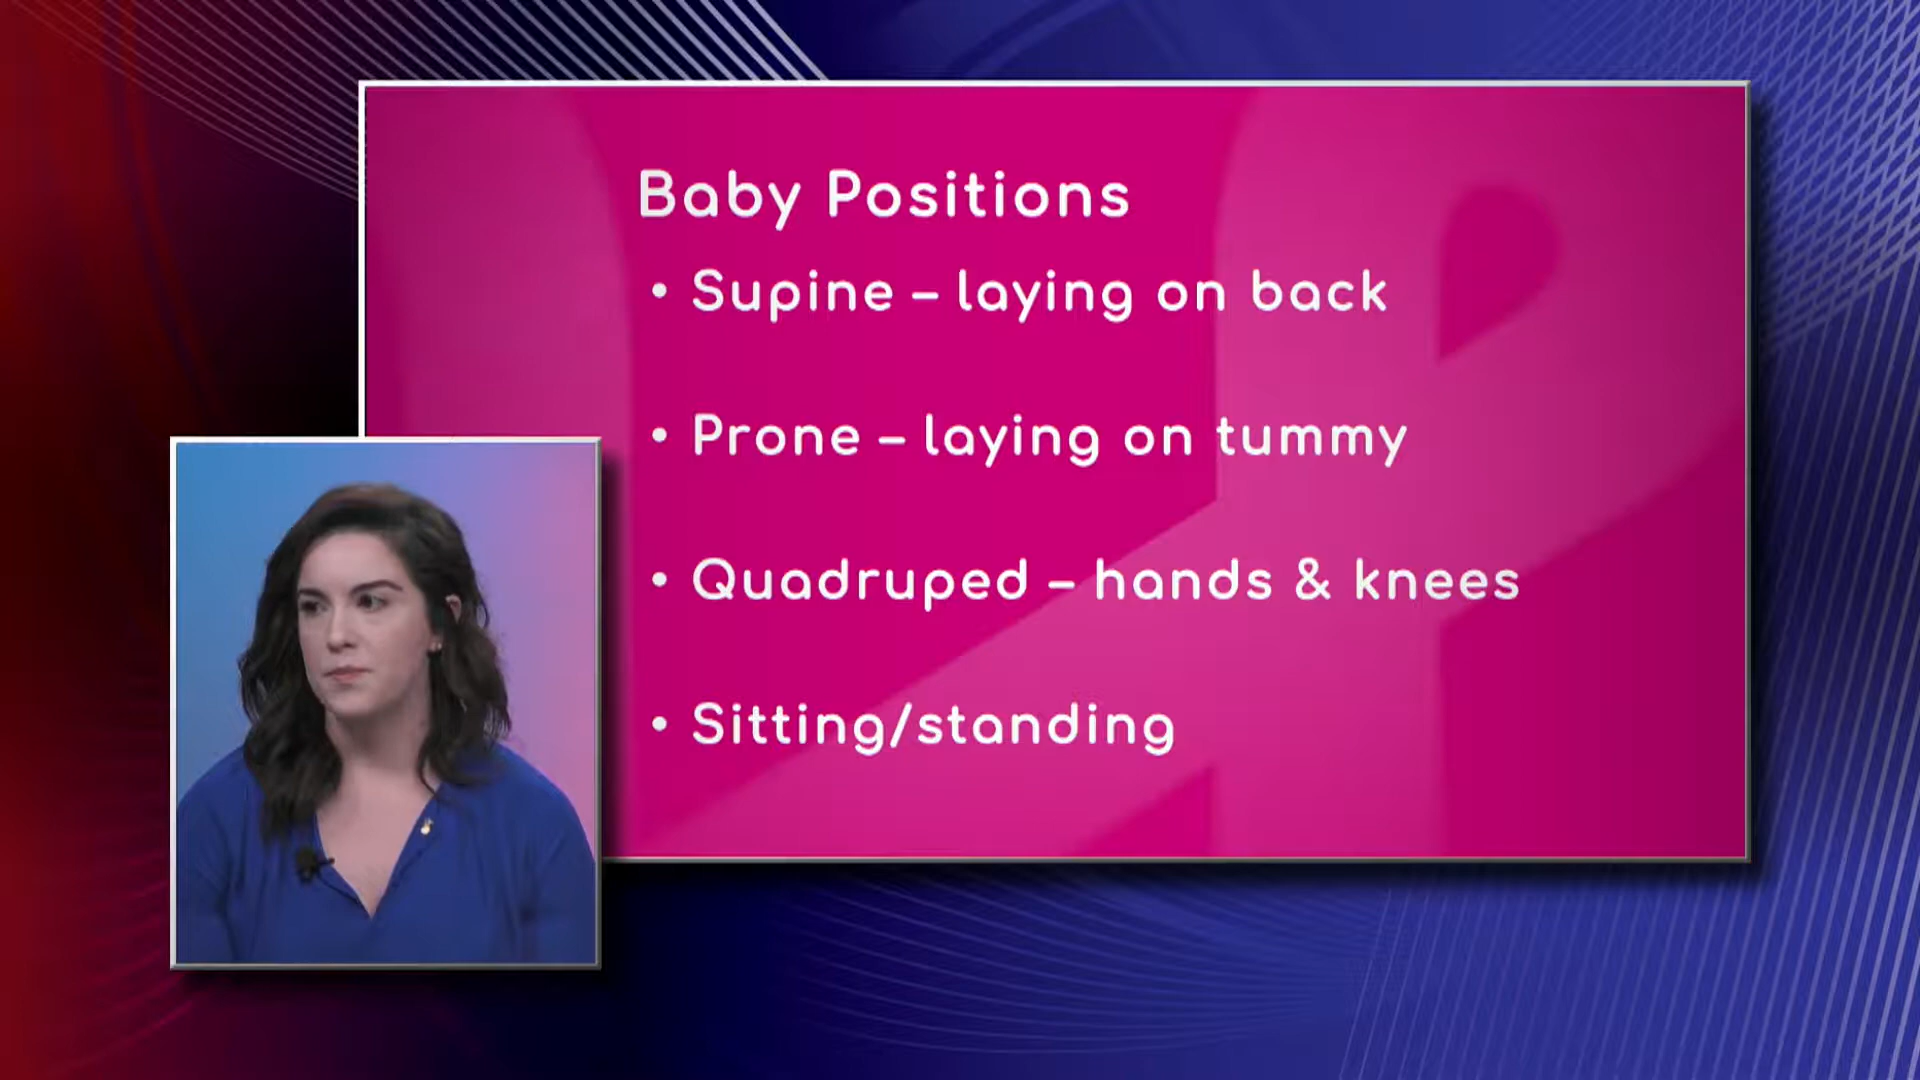 Baby Positions
• Supine – laying on back
• Prone – laying on tummy
• Quadruped – hands & knees
• Sitting/standing